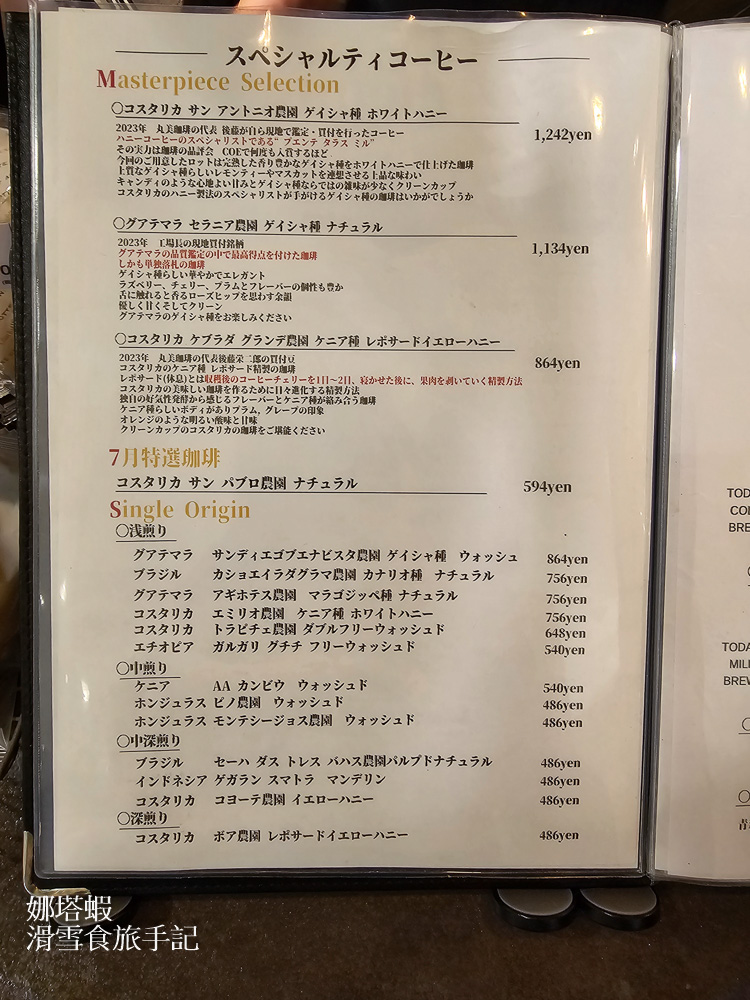 スペシャルティコーヒー
Masterpiece Selection
〇コスタリカ サン アントニオ農園 ゲイシャ種 ホワイトハニー
1,242yen
2023年 丸美珈琲の代表 後藤が自ら現地で鑑定・買付を行ったコーヒー
ハニーコーヒーのスペシャリストである“ プエンテ タラス ミル”
その実力は珈琲の品評会 COEで何度も入賞するほど
今回のご用意したロットは完熟した香り豊かなゲイシャ種をホワイトハニーで仕上げた珈琲
上質なゲイシャ種らしいレモンティーやマスカットを連想させる上品な味わい
キャンディのような心地よい甘みとゲイシャ種ならではの雑味が少なくクリーンカップ
コスタリカのハニー製法のスペシャリストが手がけるゲイシャ種の珈琲はいかがでしょうか
〇グアテマラ セラニア農園 ゲイシャ種 ナチュラル
1,134yen
2023年 工場長の現地買付銘柄
グアテマラの品質鑑定の中で最高得点を付けた珈琲
しかも単独落札の珈琲
ゲイシャ種らしい華やかでエレガント
ラズベリー、チェリー、プラムとフレーバーの個性も豊か
舌に触れると香るローズヒップを思わす余韻
優しく甘くそしてクリーン
グアテマラのゲイシャ種をお楽しみください
〇コスタリカ ケブラダ グランデ農園 ケニア種 レポサードイエローハニー
864yen
2023年 丸美珈琲の代表後藤栄二郎の買付豆
コスタリカのケニア種 レポサード精製の珈琲
レポサード(休息)とは収穫後のコーヒーチェリーを1日～2日、寝かせた後に、果肉を剥いていく精製方法
コスタリカの美味しい珈琲を作るために日々進化する精製方法
独自の好気性発酵から感じるフレーバーとケニア種が絡み合う珈琲
ケニア種らしいボディがありプラム, グレープの印象
オレンジのような明るい酸味と甘味
クリーンカップのコスタリカの珈琲をご堪能ください
7月特選珈琲
コスタリカ サン パブロ農園 ナチュラル 594yen
Single Origin
〇浅煎り
グアテマラ サンディエゴブエナビスタ農園 ゲイシャ種 ウォッシュ 864yen
ブラジル カショエイラダグラマ農園 カナリオ種 ナチュラル 756yen
グアテマラ アギホテス農園 マラゴジッペ種 ナチュラル 756yen
コスタリカ エミリオ農園 ケニア種 ホワイトハニー 756yen
コスタリカ トラピチェ農園 ダブルフリーウォッシュド 648yen
エチオピア ガルガリ グチチ フリーウォッシュド 540yen
〇中煎り
ケニア AA カンビウ ウォッシュド 540yen
ホンジュラス ピノ農園 ウォッシュド 486yen
ホンジュラス モンテシージョス農園 ウォッシュド 486yen
〇中深煎り
ブラジル セーハ ダス トレス バハス農園パルプドナチュラル 486yen
インドネシア ゲガラン スマトラ マンデリン 486yen
コスタリカ コヨーテ農園 イエローハニー 486yen
〇深煎り
コスタリカ ボア農園 レポサードイエローハニー 486yen
TOD
COL
BRE
TODA
MIL
BREW
娜塔蝦
滑雪食旅手記